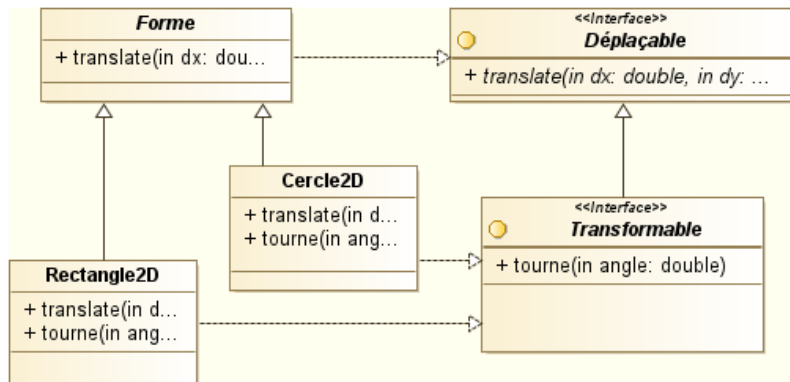 Forme
+ translate(in dx: dou...
<<Interface>>
Déplaçable
+ translate(in dx: double, in dy: ...
Cercle2D
+ translate(in d...
+ tourne(in ang...
<<Interface>>
Transformable
+ tourne(in angle: double)
Rectangle2D
+ translate(in d...
+ tourne(in ang...